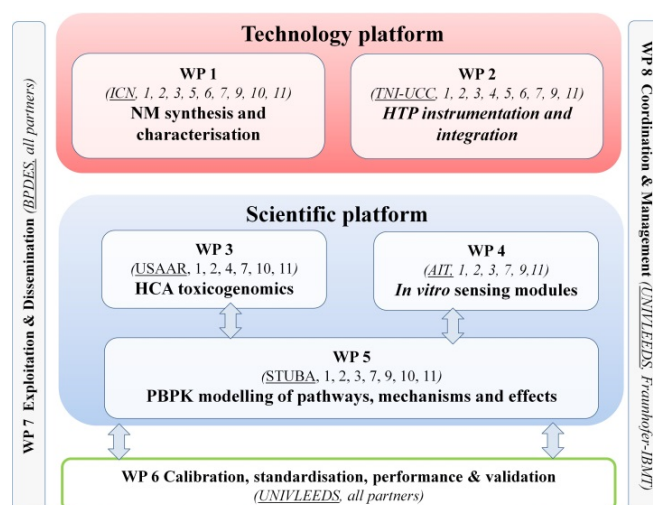 Technology platform
WP 1
(ICN, 1, 2, 3, 5, 6, 7, 9, 10, 11)
NM synthesis and
characterisation
WP 2
(TNI-UCC, 1, 2, 3, 4, 5, 6, 7, 9, 11)
HTP instrumentation and
integration
Scientific platform
WP 3
(USAAR, 1, 2, 4, 7, 10, 11)
HCA toxicogenomics
WP 4
(AIT, 1, 2, 3, 7, 9,11)
In vitro sensing modules
WP 5
(STUBA, 1, 2, 3, 7, 9, 10, 11)
PBPK modelling of pathways, mechanisms and effects
WP 6 Calibration, standardisation, performance & validation
(UNIVLEEDS, all partners)
WP 7 Exploitation & Dissemination (BPDES, all partners)
WP 8 Coordination & Management (UNIVLEEDS, Fraunhofer-IBMT)